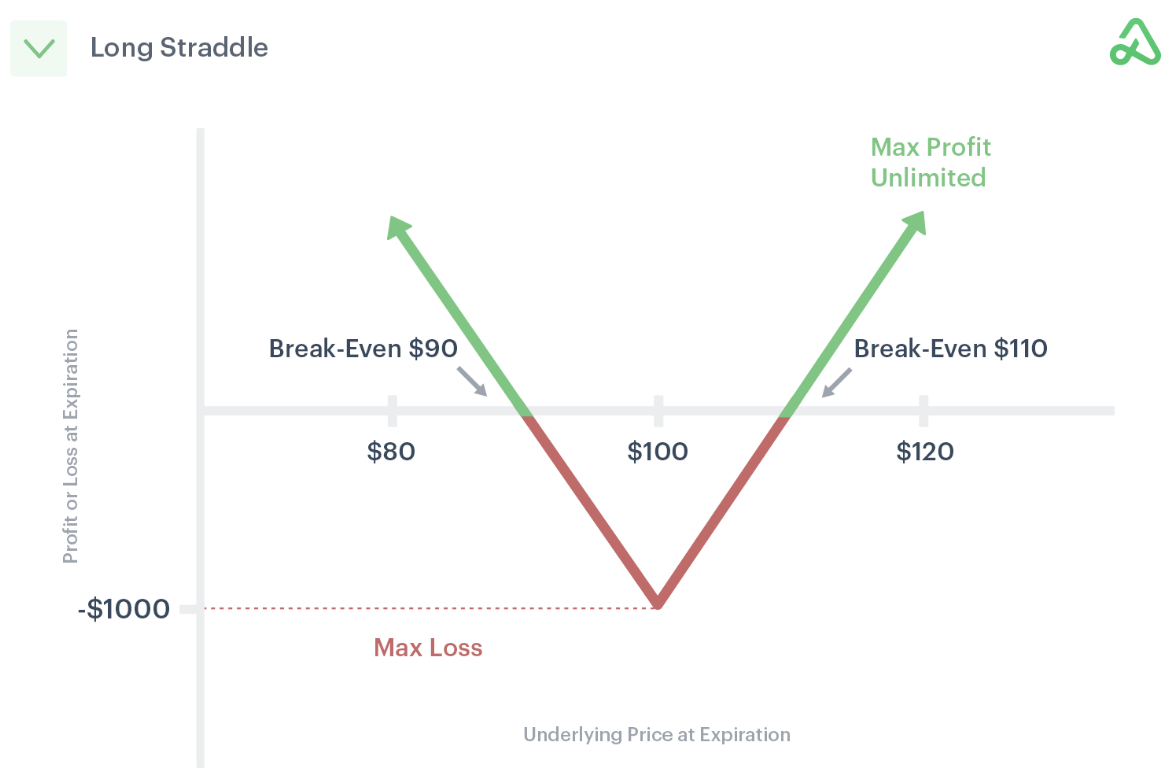 Long Straddle
Max Profit
Unlimited
Break-Even $90
Break-Even $110
$80
$100
$120
Profit or Loss at Expiration
-$1000
Max Loss
Underlying Price at Expiration